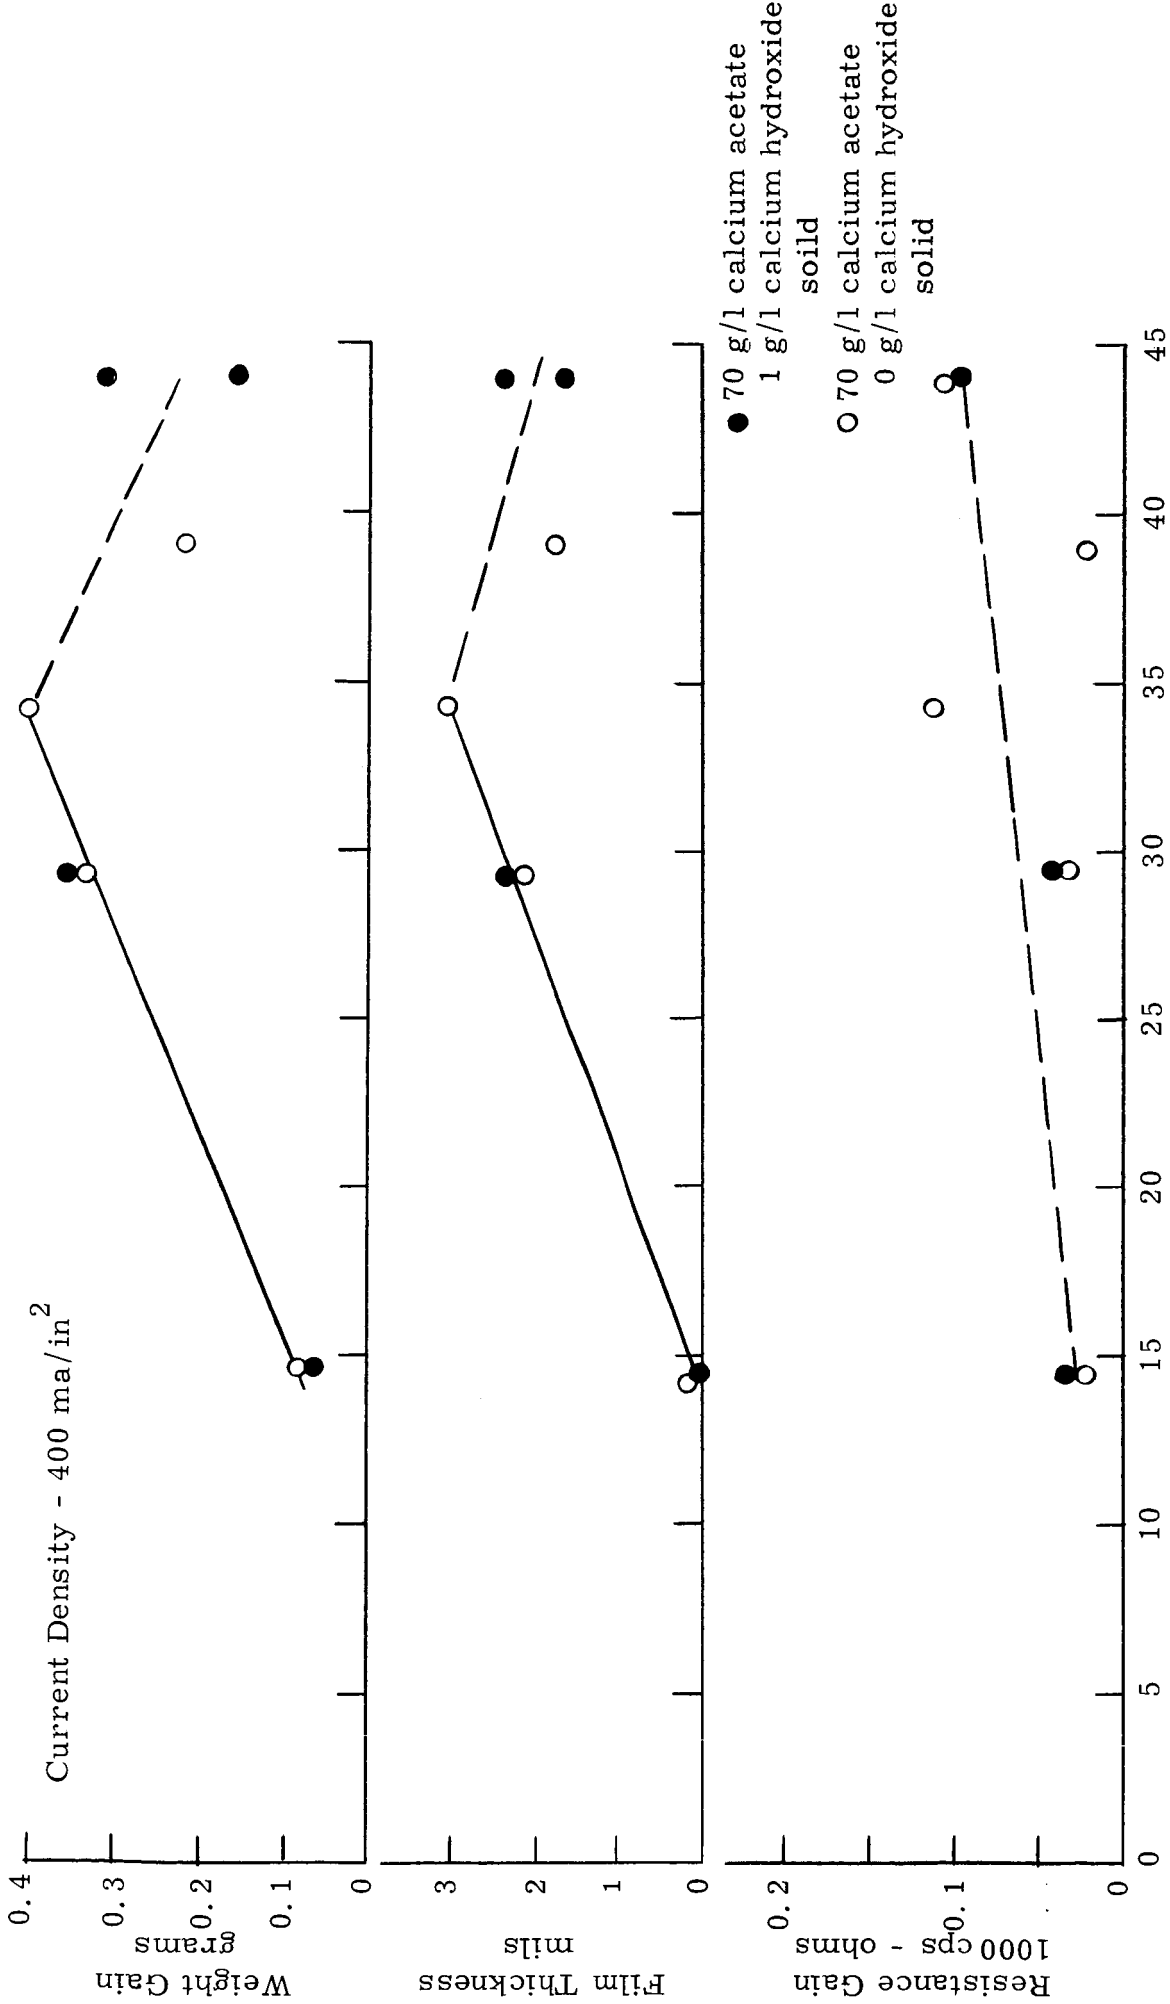 Current Density - 400 ma/in2
Weight Gain
grams
0.4
0.3
0.2
0.1
0
Film Thickness
mils
3
2
1
0
Resistance Gain
1000 cps - ohms
0.2
0.1
0
0
5
10
15
20
25
30
35
40
45
70 g/l calcium acetate
1 g/l calcium hydroxide
soild
70 g/l calcium acetate
0 g/l calcium hydroxide
solid